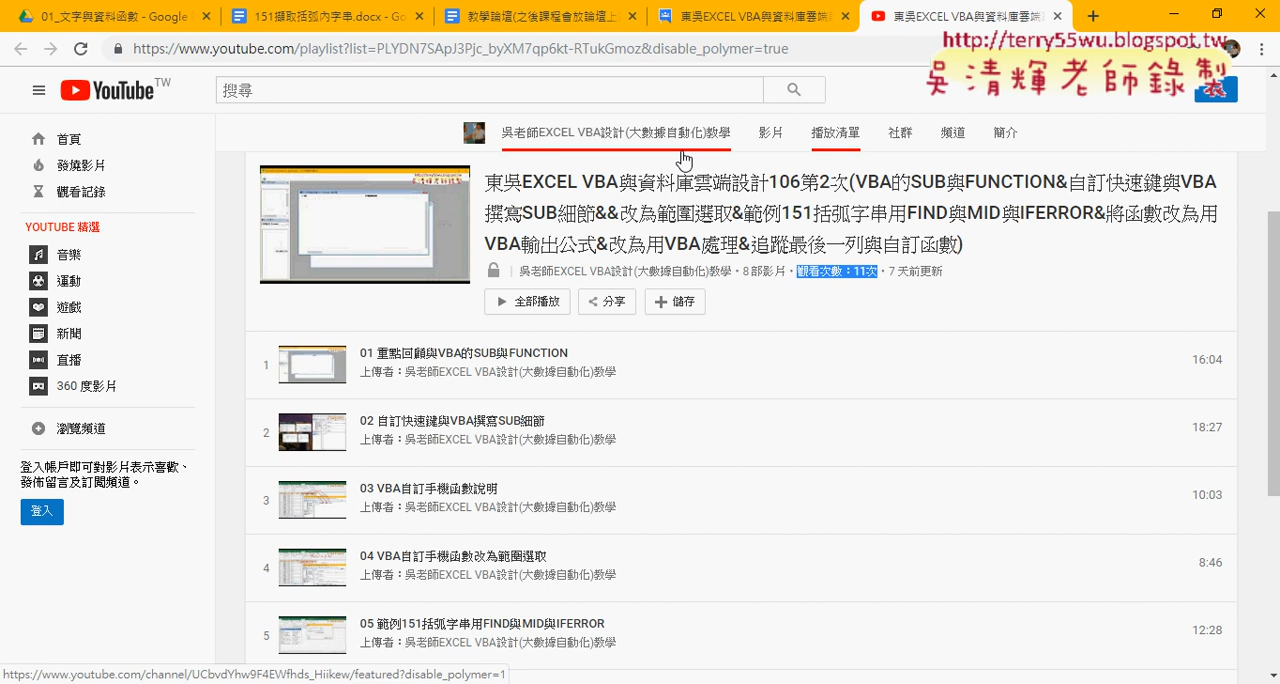 01_文字與資料函數 - Google
151擷取括弧內字串.docx - Go
教學論壇(之後課程會放論壇上
東吳EXCEL VBA與資料庫雲端
東吳EXCEL VBA與資料庫雲端
https://www.youtube.com/playlist?list=PLYDN7SApJ3Pjc_byXM7qp6kt-RTukGmoz&disable_polymer=true
http://terry55wu.blogspot.tw
吳清輝老師錄製
YouTube TW
搜尋
首頁
發燒影片
觀看記錄
YOUTUBE 精選
音樂
運動
遊戲
新聞
直播
360 度影片
瀏覽頻道
登入帳戶即可對影片表示喜歡、
發佈留言及訂閱頻道。
登入
吳老師EXCEL VBA設計(大數據自動化)教學
影片
播放清單
社群
頻道
簡介
東吳EXCEL VBA與資料庫雲端設計106第2次(VBA的SUB與FUNCTION&自訂快速鍵與VBA
撰寫SUB細節&&改為範圍選取&範例151括弧字串用FIND與MID與IFERROR&將函數改為用
VBA輸出公式&改為用VBA處理&追蹤最後一列與自訂函數)
吳老師EXCEL VBA設計(大數據自動化)教學・8 部影片・觀看次數：11次・7 天前更新
全部播放
分享
儲存
1
01 重點回顧與VBA的SUB與FUNCTION
上傳者：吳老師EXCEL VBA設計(大數據自動化)教學
16:04
2
02 自訂快速鍵與VBA撰寫SUB細節
上傳者：吳老師EXCEL VBA設計(大數據自動化)教學
18:27
3
03 VBA自訂手機函數說明
上傳者：吳老師EXCEL VBA設計(大數據自動化)教學
10:03
4
04 VBA自訂手機函數改為範圍選取
上傳者：吳老師EXCEL VBA設計(大數據自動化)教學
8:46
5
05 範例151括弧字串用FIND與MID與IFERROR
上傳者：吳老師EXCEL VBA設計(大數據自動化)教學
12:28
https://www.youtube.com/channel/UCbvdYhw9F4EWfhds_Hiikew/featured?disable_polymer=1